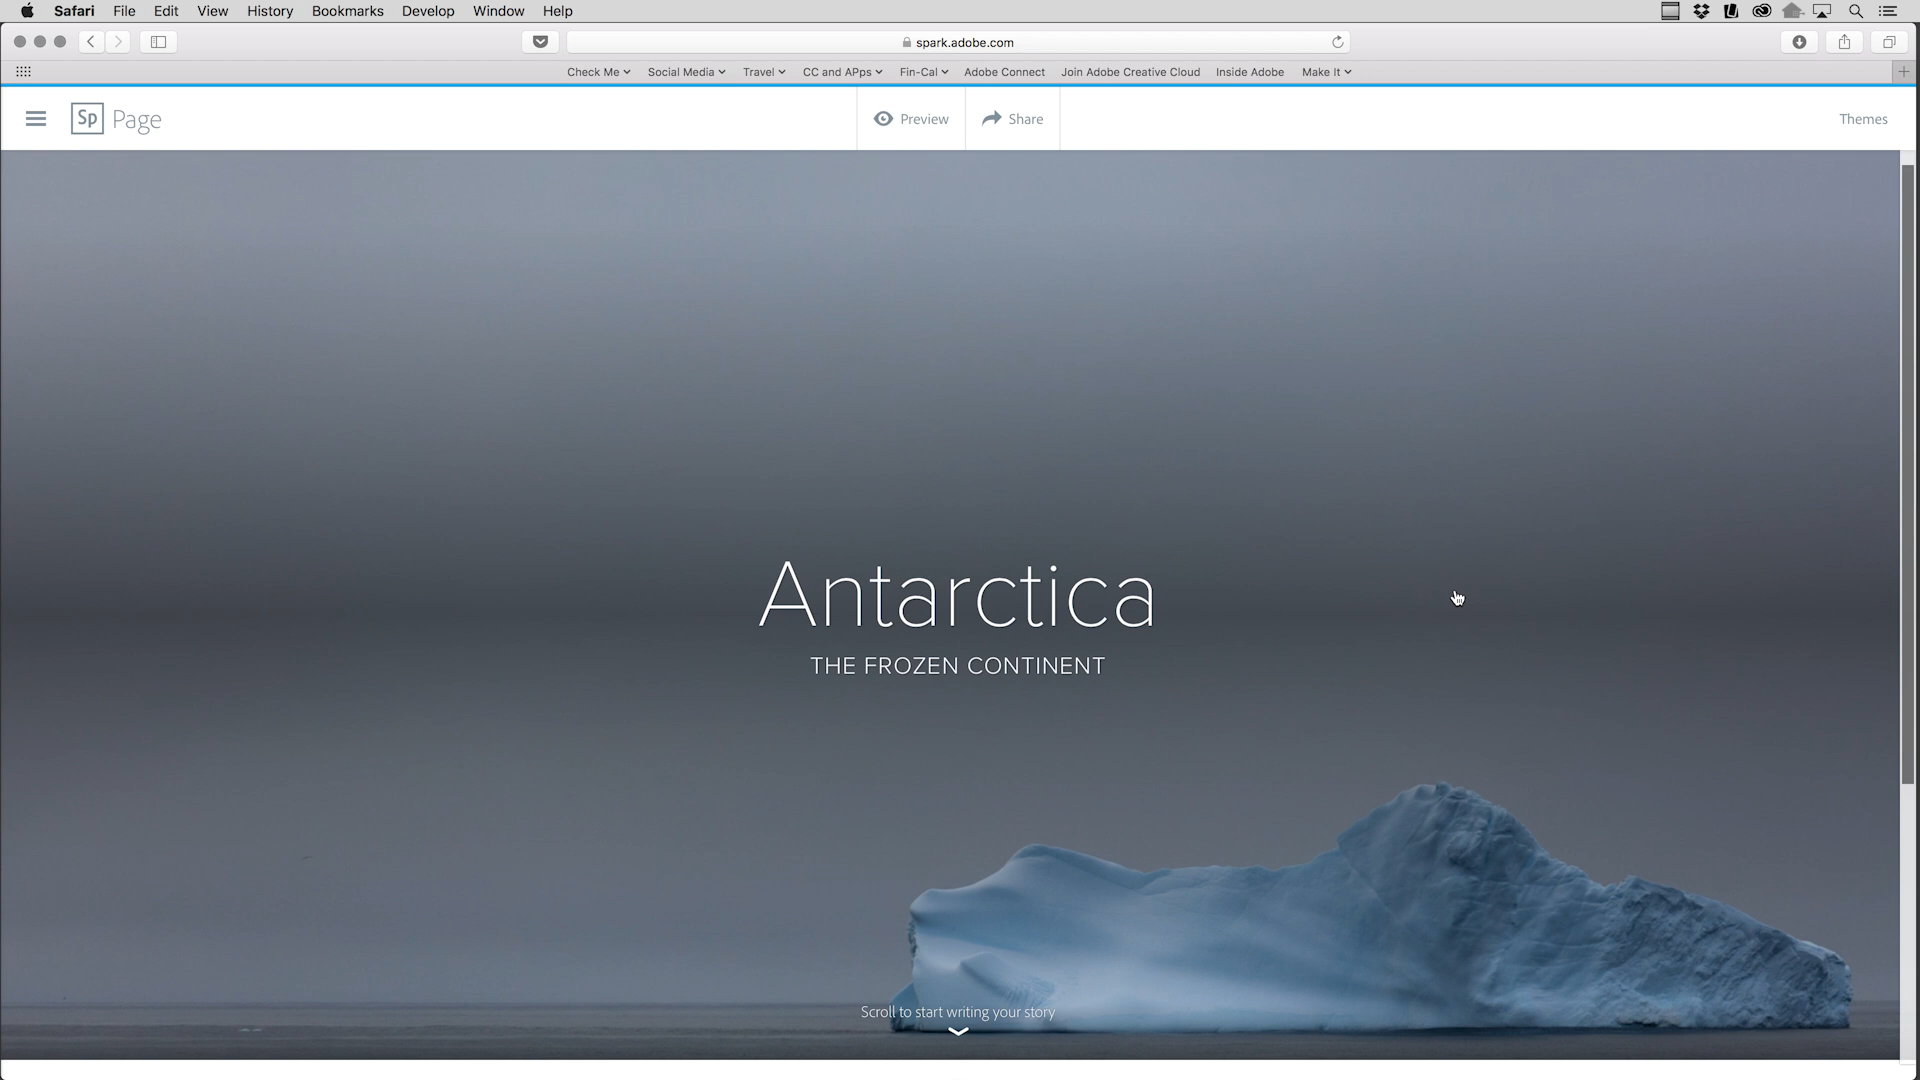 Safari File Edit View History Bookmarks Develop Window Help
spark.adobe.com
Check Me Social Media Travel CC and APps Fin-Cal Adobe Connect Join Adobe Creative Cloud Inside Adobe Make It
Sp Page Preview Share Themes
Antarctica
THE FROZEN CONTINENT
Scroll to start writing your story